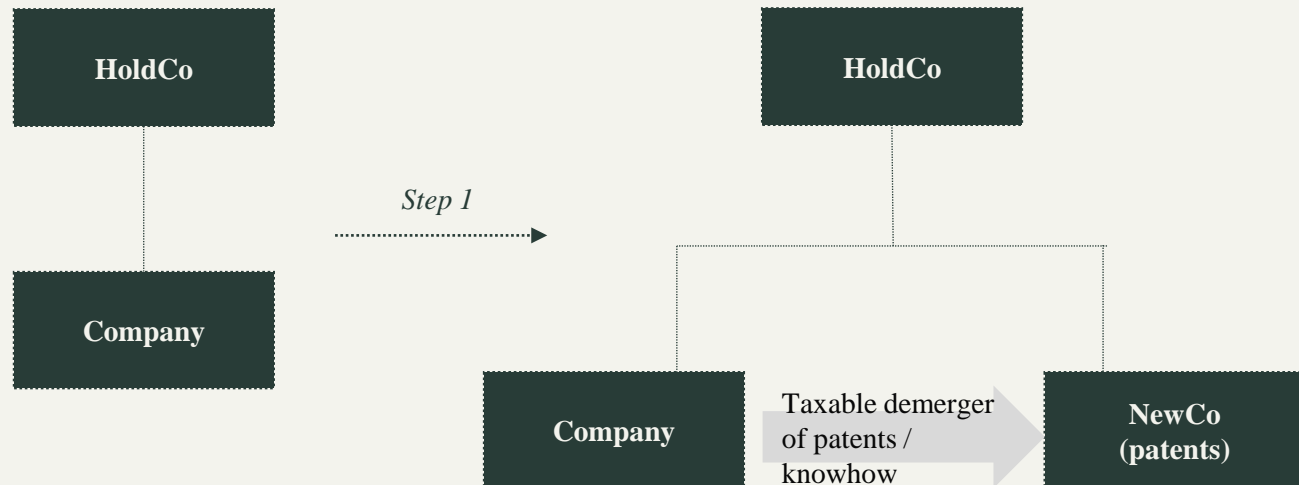 HoldCo
HoldCo
Step 1
Company
Company
Taxable demerger
of patents /
knowhow
NewCo
(patents)